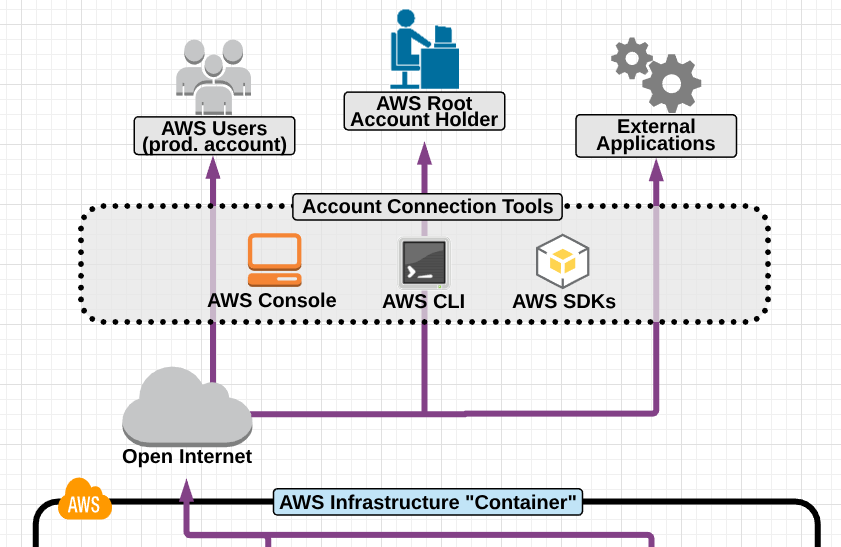 AWS Users
(prod. account)
AWS Root
Account Holder
External
Applications
Account Connection Tools
AWS Console
AWS CLI
AWS SDKs
Open Internet
AWS
AWS Infrastructure "Container"